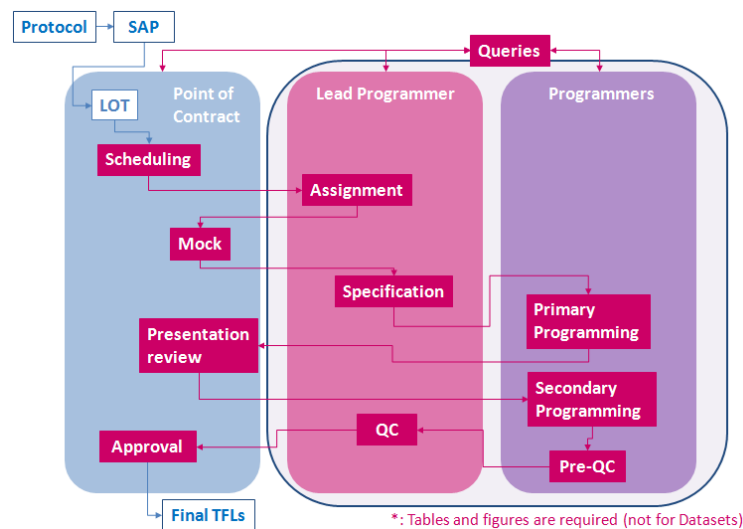 Protocol
SAP
Queries
Point of
Contract
Lead Programmer
Programmers
LOT
Scheduling
Assignment
Mock
Specification
Primary
Programming
Presentation
review
Secondary
Programming
QC
Approval
Pre-QC
Final TFLs
*: Tables and figures are required (not for Datasets)